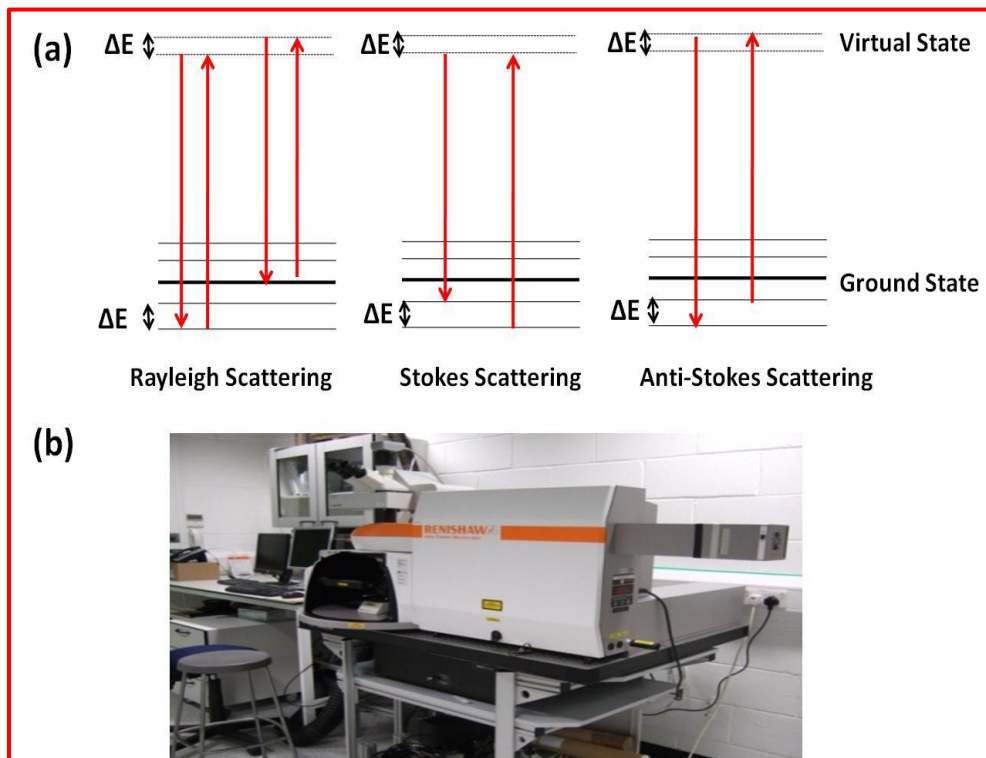 (a)
ΔE
ΔE
ΔE
Virtual State
Ground State
ΔE
ΔE
ΔE
Rayleigh Scattering
Stokes Scattering
Anti-Stokes Scattering
(b)
RENISHAW